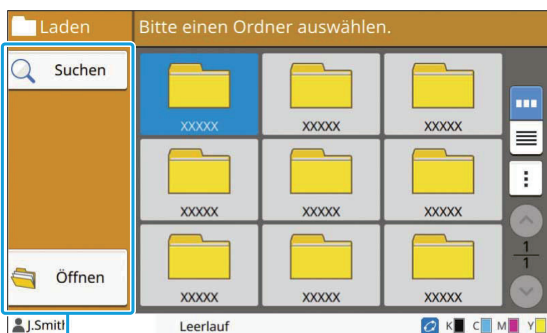 Laden
Bitte einen Ordner auswählen.
Suchen
xxxxx xxxxx xxxxx
xxxxx xxxxx xxxxx
Öffnen
1
1
xxxxx xxxxx xxxxx
J.Smith
Leerlauf
K C M Y